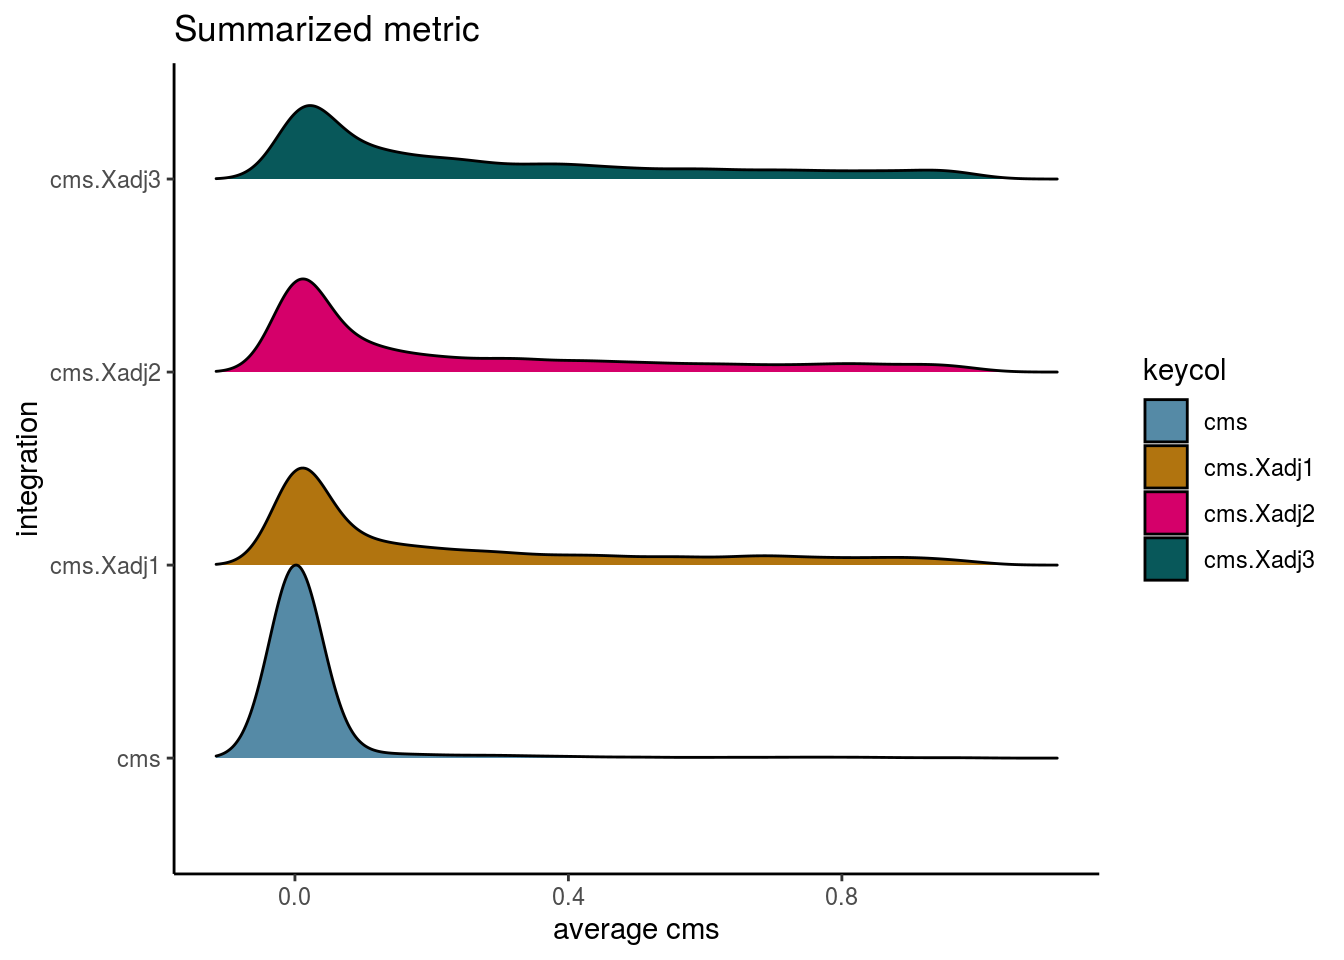 Summarized metric
cms.Xadj3
cms.Xadj2
cms.Xadj1
cms
integration
0.0
0.4
0.8
average cms
keycol
cms
cms.Xadj1
cms.Xadj2
cms.Xadj3